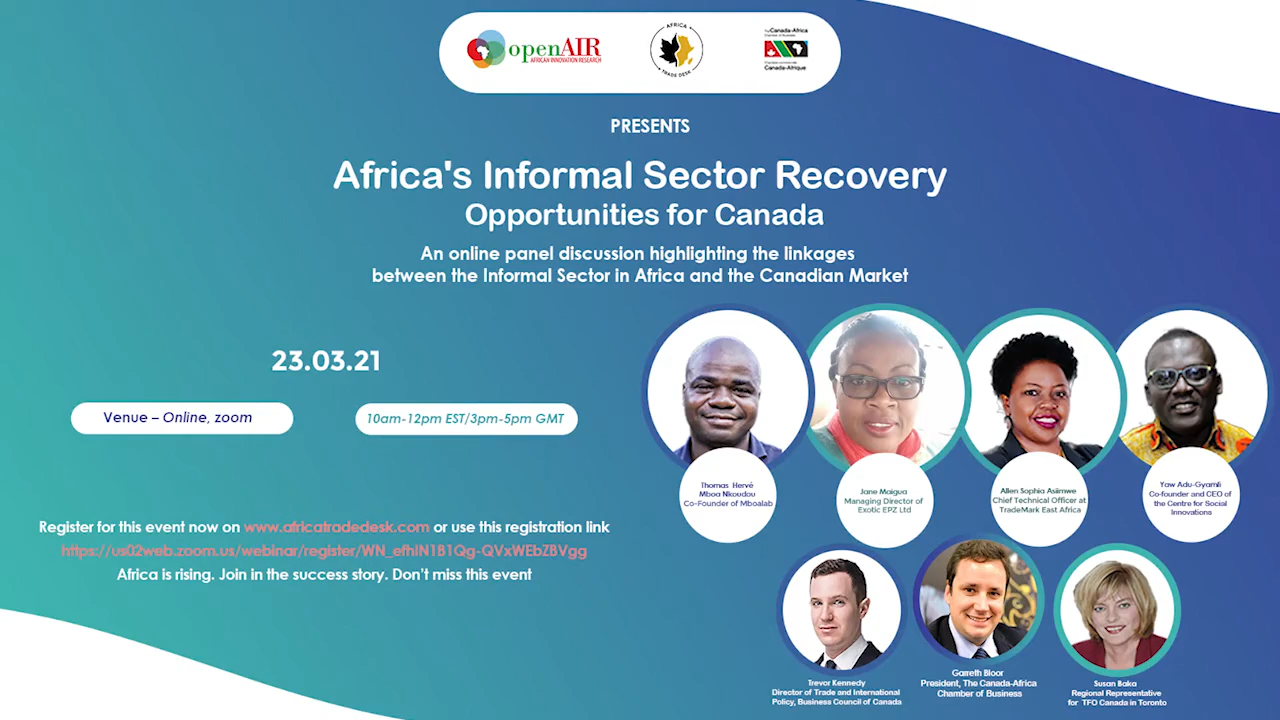 openAIR
AFRICAN INNOVATION RESEARCH
AFRICA
TRADE DESK
The Canada-Africa
Chamber of Business
Canada-Afrique
PRESENTS
Africa's Informal Sector Recovery
Opportunities for Canada
An online panel discussion highlighting the linkages
between the Informal Sector in Africa and the Canadian Market
23.03.21
Venue – Online, zoom
10am-12pm EST/3pm-5pm GMT
Register for this event now on www.africatradedesk.com or use this registration link
https://us02web.zoom.us/webinar/register/WN_efhIN1B1Qg-QVxWEbZBVgg
Africa is rising. Join in the success story. Don't miss this event
Thomas Hervé
Mboa Nkoudou
Co-Founder of Mboalab
Jane Maigua
Managing Director of
Exotic EPZ Ltd
Allen Sophia Asiimwe
Chief Technical Officer at
TradeMark East Africa
Yaw Adu-Gyamfi
Co-founder and CEO of
the Centre for Social
Innovations
Trevor Kennedy
Director of Trade and International
Policy, Business Council of Canada
Garreth Bloor
President, The Canada-Africa
Chamber of Business
Susan Baka
Regional Representative
for TFO Canada in Toronto